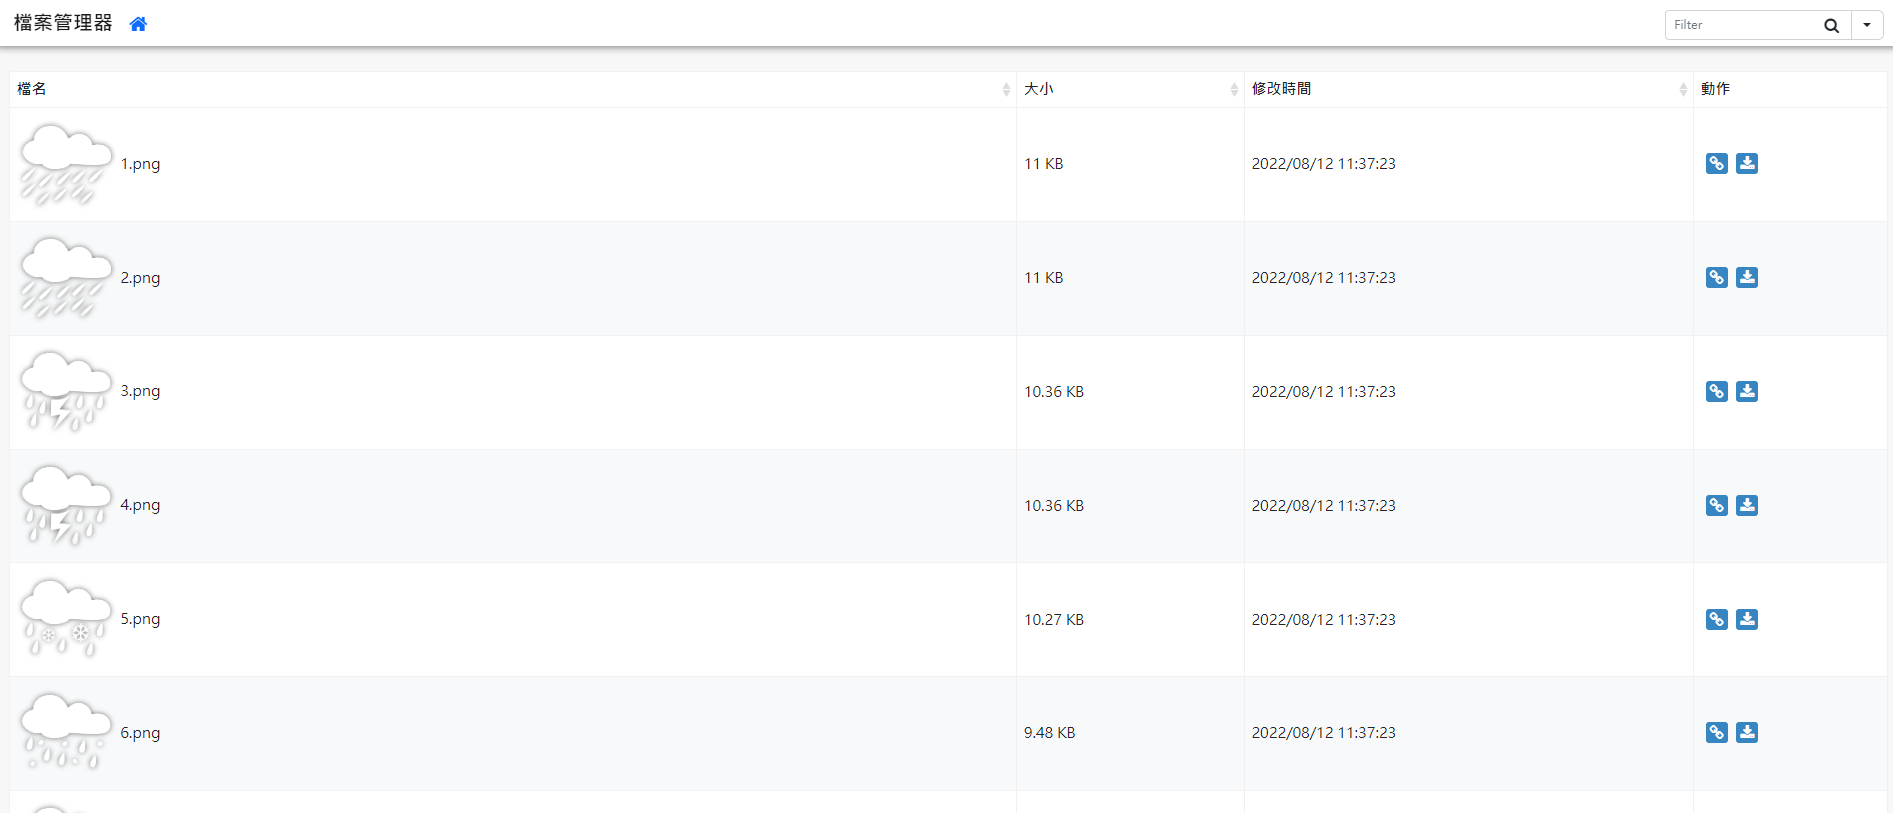 檔案管理器
Filter
檔名 大小 修改時間 動作
1.png 11 KB 2022/08/12 11:37:23
2.png 11 KB 2022/08/12 11:37:23
3.png 10.36 KB 2022/08/12 11:37:23
4.png 10.36 KB 2022/08/12 11:37:23
5.png 10.27 KB 2022/08/12 11:37:23
6.png 9.48 KB 2022/08/12 11:37:23